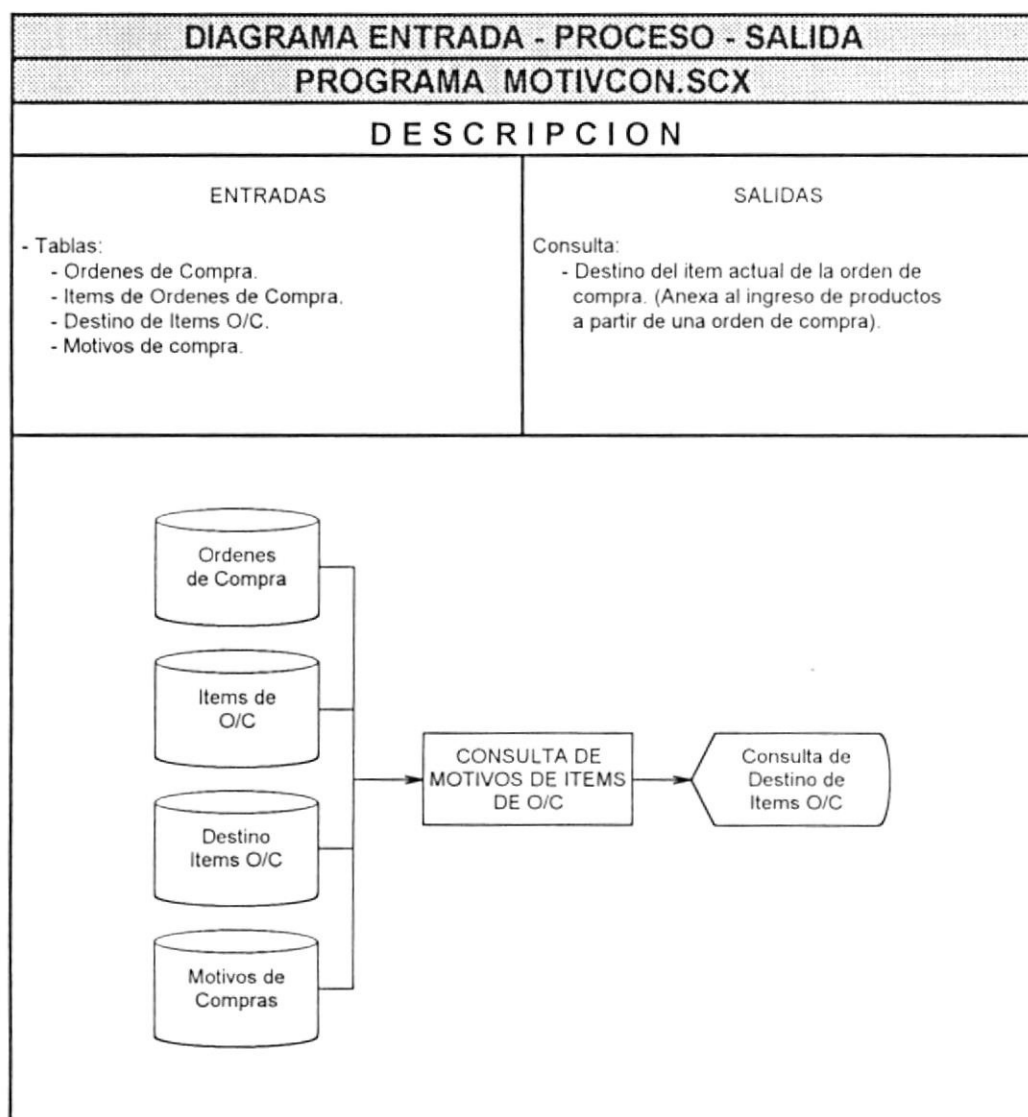 DIAGRAMA ENTRADA - PROCESO - SALIDA
PROGRAMA MOTIVCON.SCX
DESCRIPCION
ENTRADAS
- Tablas:
- Ordenes de Compra.
- Items de Ordenes de Compra.
- Destino de Items O/C.
- Motivos de compra.
SALIDAS
Consulta:
- Destino del item actual de la orden de
compra. (Anexa al ingreso de productos
a partir de una orden de compra).
Ordenes
de Compra
Items de
O/C
Destino
Items O/C
Motivos de
Compras
CONSULTA DE
MOTIVOS DE ITEMS
DE O/C
Consulta de
Destino de
Items O/C